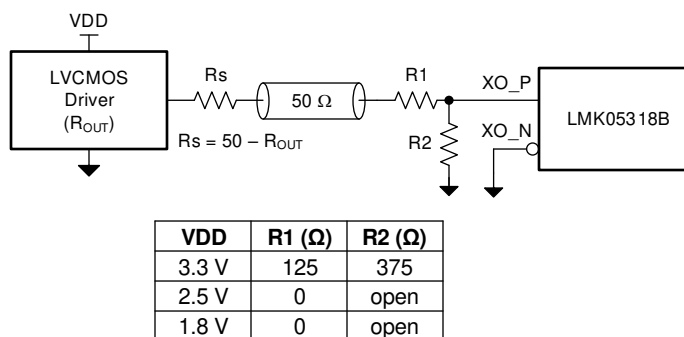 VDD
LVCMOS
Driver
(ROUT)
Rs
Rs = 50 – ROUT
50 Ω
R1
R2
XO_P
XO_N
LMK05318B
VDD R1 (Ω) R2 (Ω)
3.3 V 125 375
2.5 V 0 open
1.8 V 0 open